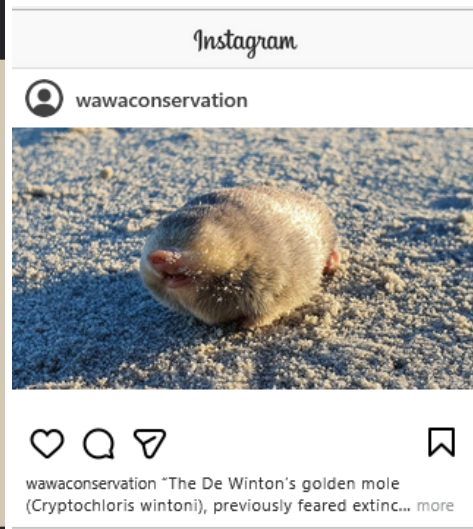 Instagram
wawaconservation
wawaconservation "The De Winton's golden mole
(Cryptochloris wintoni), previously feared extinc... more